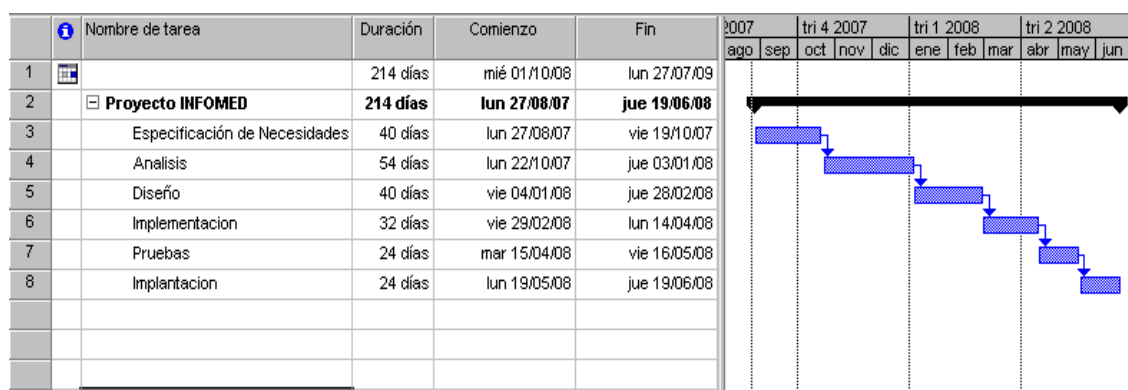 Nombre de tarea Duración Comienzo Fin 2007 tri 4 2007 tri 1 2008 tri 2 2008
ago sep oct nov dic ene feb mar abr may jun
1 214 días mié 01/10/08 lun 27/07/09
2 Proyecto INFOMED 214 días lun 27/08/07 jue 19/06/08
3 Especificación de Necesidades 40 días lun 27/08/07 vie 19/10/07
4 Analisis 54 días lun 22/10/07 jue 03/01/08
5 Diseño 40 días vie 04/01/08 jue 28/02/08
6 Implementacion 32 días vie 29/02/08 lun 14/04/08
7 Pruebas 24 días mar 15/04/08 vie 16/05/08
8 Implantacion 24 días lun 19/05/08 jue 19/06/08